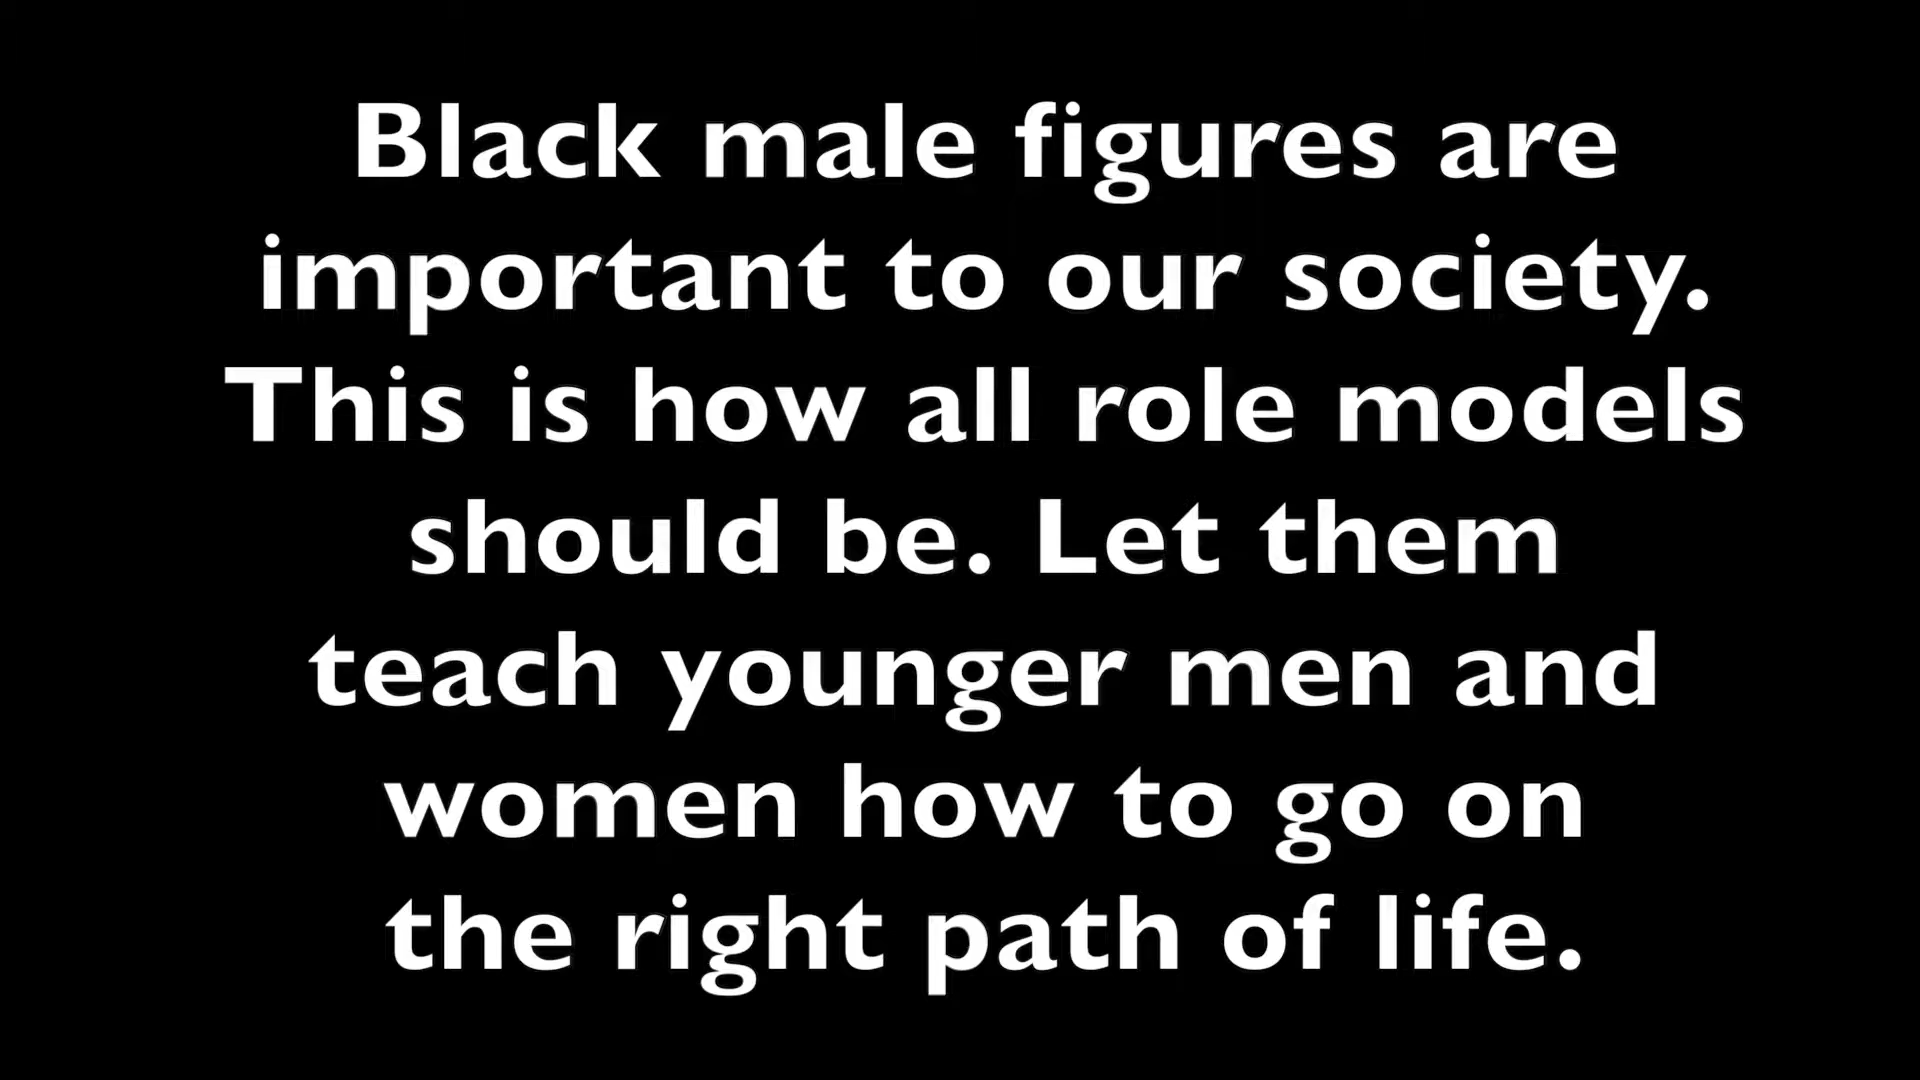 Black male figures are
important to our society.
This is how all role models
should be. Let them
teach younger men and
women how to go on
the right path of life.